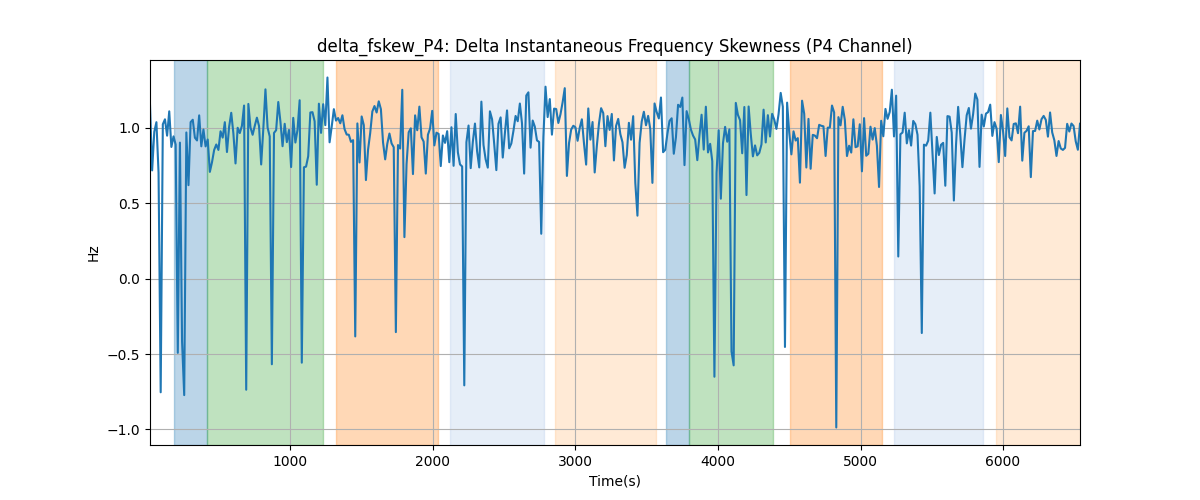 delta_fskew_P4: Delta Instantaneous Frequency Skewness (P4 Channel)
1.0
0.5
0.0
−0.5
−1.0
Hz
1000 2000 3000 4000 5000 6000
Time(s)